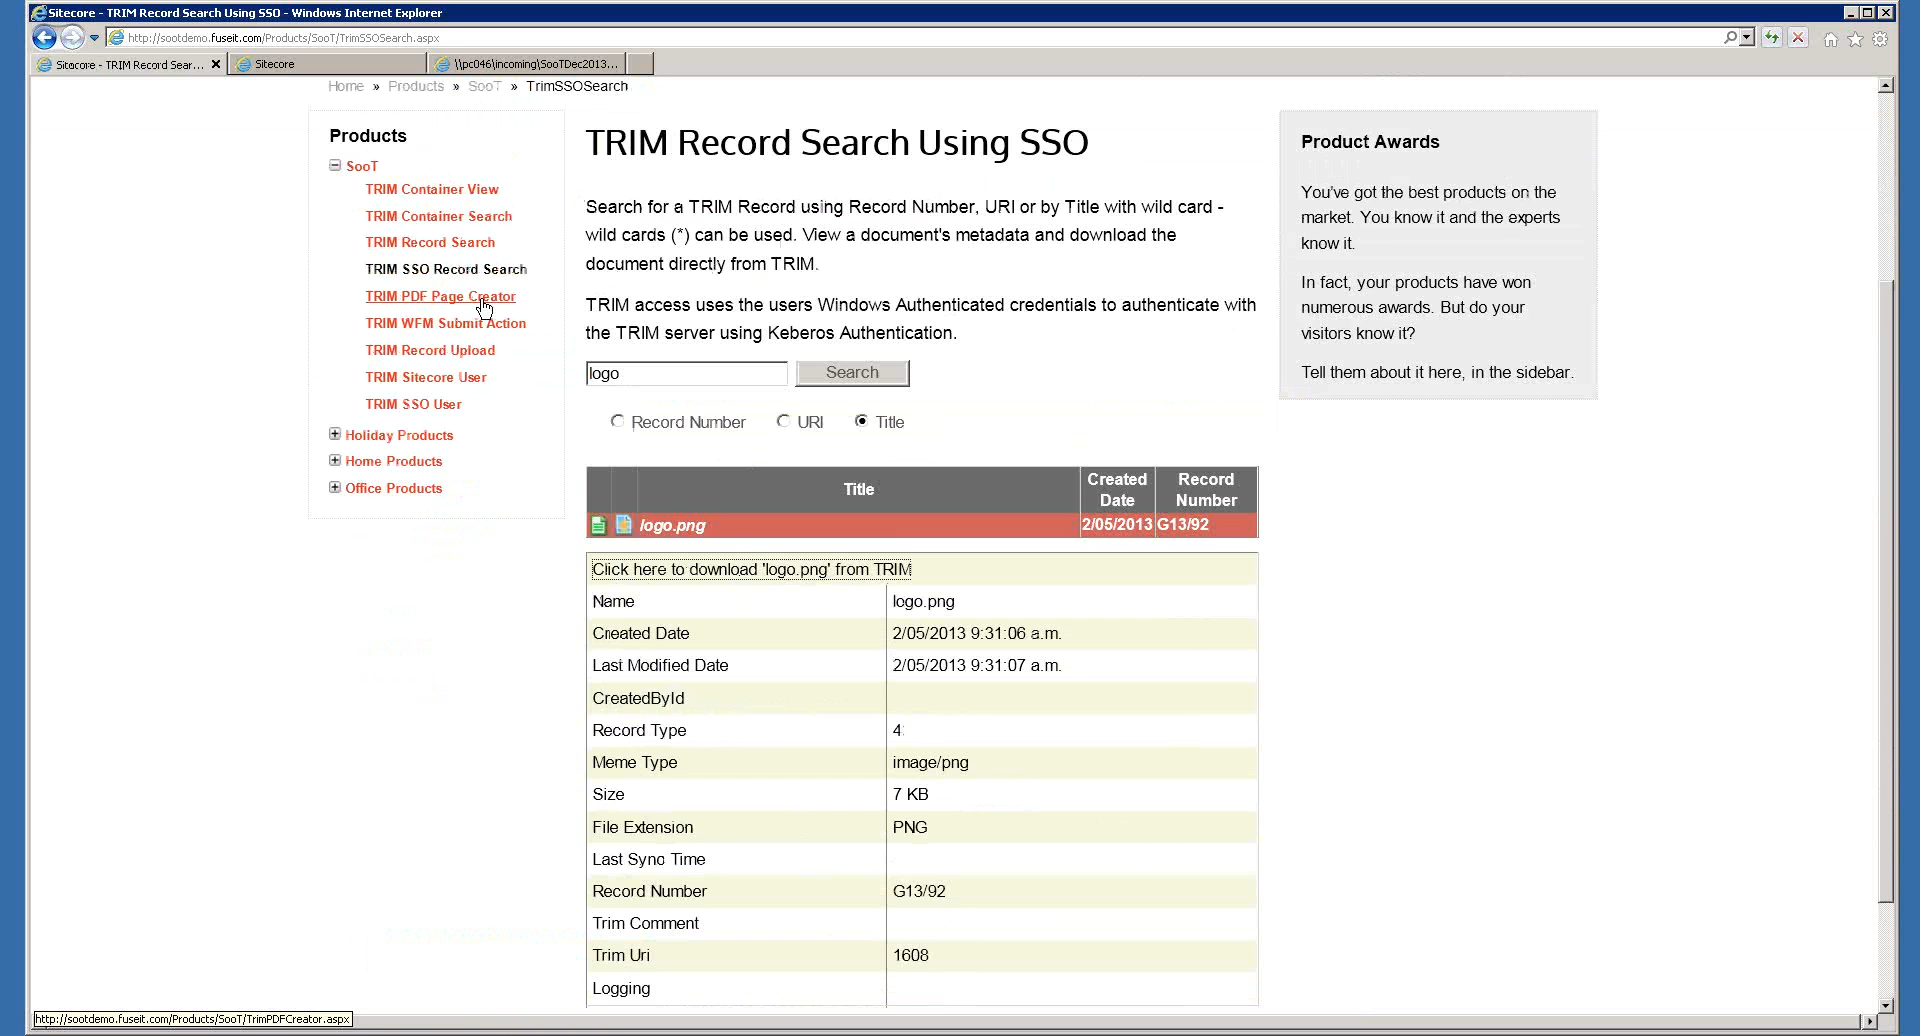 Sitecore - TRIM Record Search Using SSO - Windows Internet Explorer
http://sootdemo.fuseit.com/Products/SooT/TrimSSOSearch.aspx
Sitecore - TRIM Record Sear...
Sitecore
\\pc046\incoming\SooTDec2013...
Home » Products » SooT » TrimSSOSearch
Products
SooT
TRIM Container View
TRIM Container Search
TRIM Record Search
TRIM SSO Record Search
TRIM PDF Page Creator
TRIM WFM Submit Action
TRIM Record Upload
TRIM Sitecore User
TRIM SSO User
Holiday Products
Home Products
Office Products
TRIM Record Search Using SSO
Search for a TRIM Record using Record Number, URI or by Title with wild card -
wild cards (*) can be used. View a document's metadata and download the
document directly from TRIM.
TRIM access uses the users Windows Authenticated credentials to authenticate with
the TRIM server using Keberos Authentication.
logo
Search
Record Number URI Title
Title Created Date Record Number
logo.png 2/05/2013 G13/92
Click here to download 'logo.png' from TRIM
Name logo.png
Created Date 2/05/2013 9:31:06 a.m.
Last Modified Date 2/05/2013 9:31:07 a.m.
CreatedById
Record Type 4
Meme Type image/png
Size 7 KB
File Extension PNG
Last Sync Time
Record Number G13/92
Trim Comment
Trim Uri 1608
Logging
Product Awards
You've got the best products on the
market. You know it and the experts
know it.
In fact, your products have won
numerous awards. But do your
visitors know it?
Tell them about it here, in the sidebar.
http://sootdemo.fuseit.com/Products/SooT/TrimPDFCreator.aspx